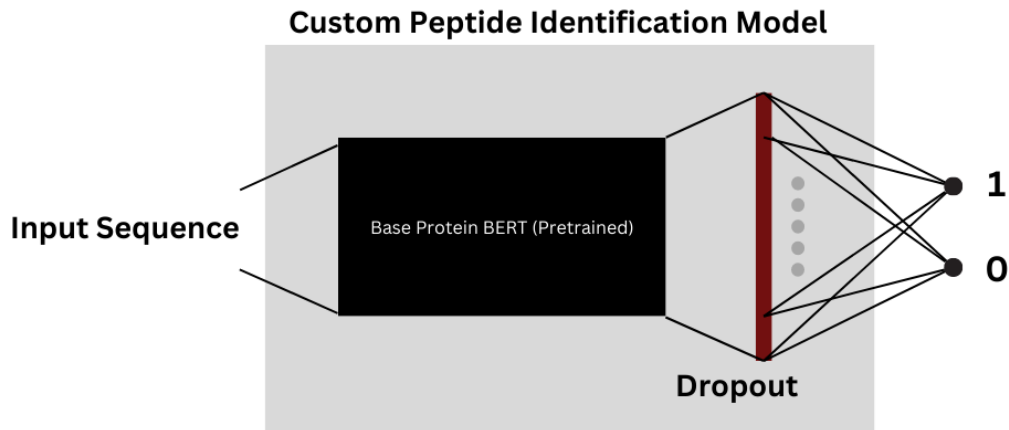 Custom Peptide Identification Model
Input Sequence
Base Protein BERT (Pretrained)
1
0
Dropout